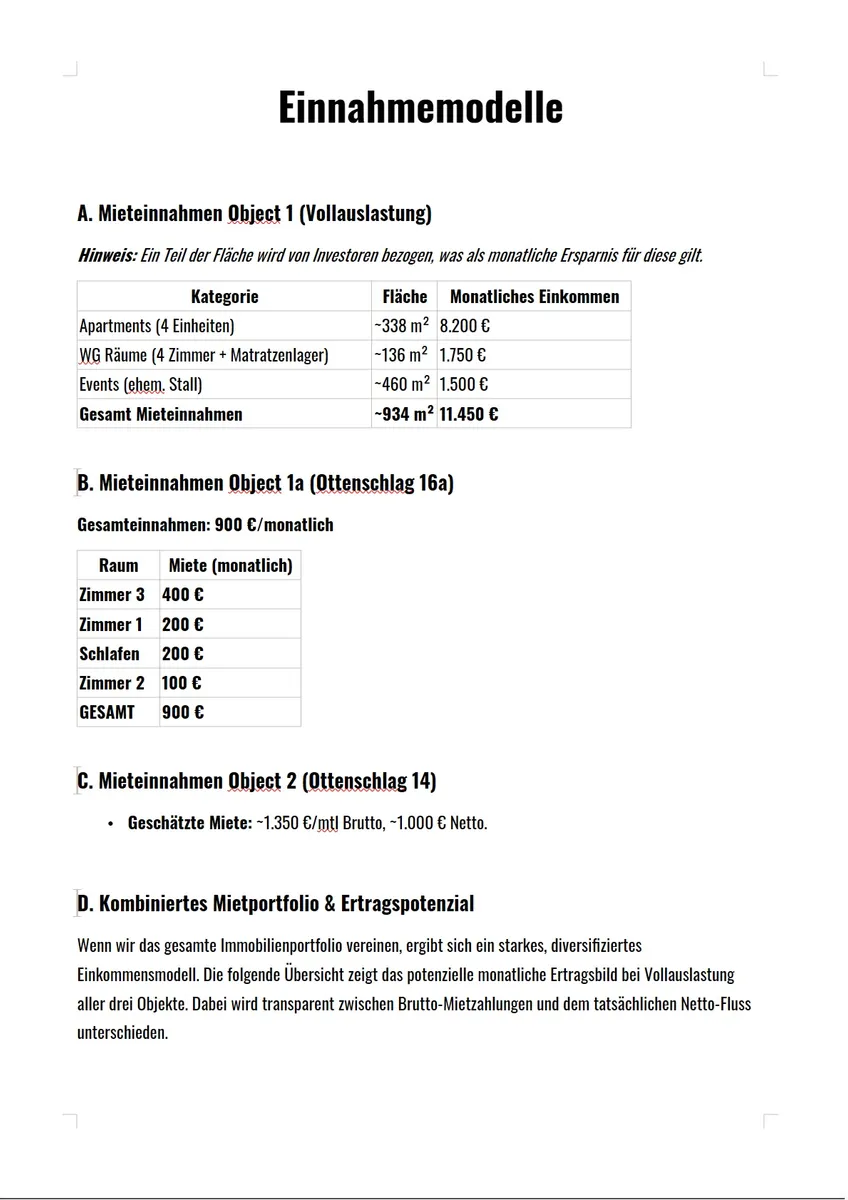 Einnahmemodelle
A. Mieteinnahmen Object 1 (Vollauslastung)
Hinweis: Ein Teil der Fläche wird von Investoren bezogen, was als monatliche Ersparnis für diese gilt.
Kategorie Fläche Monatliches Einkommen
Apartments (4 Einheiten) ~338 m² 8.200 €
WG Räume (4 Zimmer + Matratzenlager) ~136 m² 1.750 €
Events (ehem. Stall) ~460 m² 1.500 €
Gesamt Mieteinnahmen ~934 m² 11.450 €
B. Mieteinnahmen Object 1a (Ottenschlag 16a)
Gesamteinnahmen: 900 €/monatlich
Raum Miete (monatlich)
Zimmer 3 400 €
Zimmer 1 200 €
Schlafen 200 €
Zimmer 2 100 €
GESAMT 900 €
C. Mieteinnahmen Object 2 (Ottenschlag 14)
• Geschätzte Miete: ~1.350 €/mtl Brutto, ~1.000 € Netto.
D. Kombiniertes Mietportfolio & Ertragspotenzial
Wenn wir das gesamte Immobilienportfolio vereinen, ergibt sich ein starkes, diversifiziertes
Einkommensmodell. Die folgende Übersicht zeigt das potenzielle monatliche Ertragsbild bei Vollauslastung
aller drei Objekte. Dabei wird transparent zwischen Brutto-Mietzahlungen und dem tatsächlichen Netto-Fluss
unterschieden.